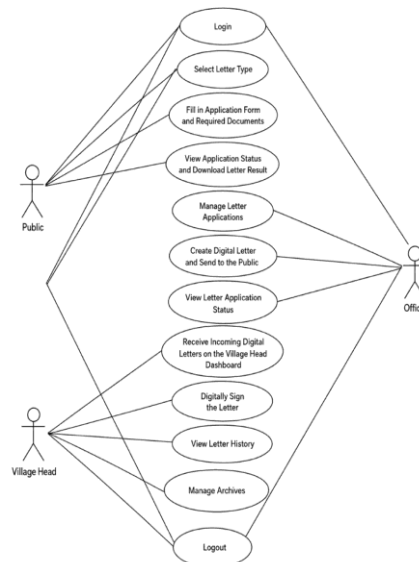 Login
Select Letter Type
Fill in Application Form
and Required Documents
View Application Status
and Download Letter Result
Public
Manage Letter
Applications
Create Digital Letter
and Send to the Public
View Letter Application
Status
Offic
Receive Incoming Digital
Letters on the Village Head
Dashboard
Digitally Sign
the Letter
View Letter History
Village Head
Manage Archives
Logout